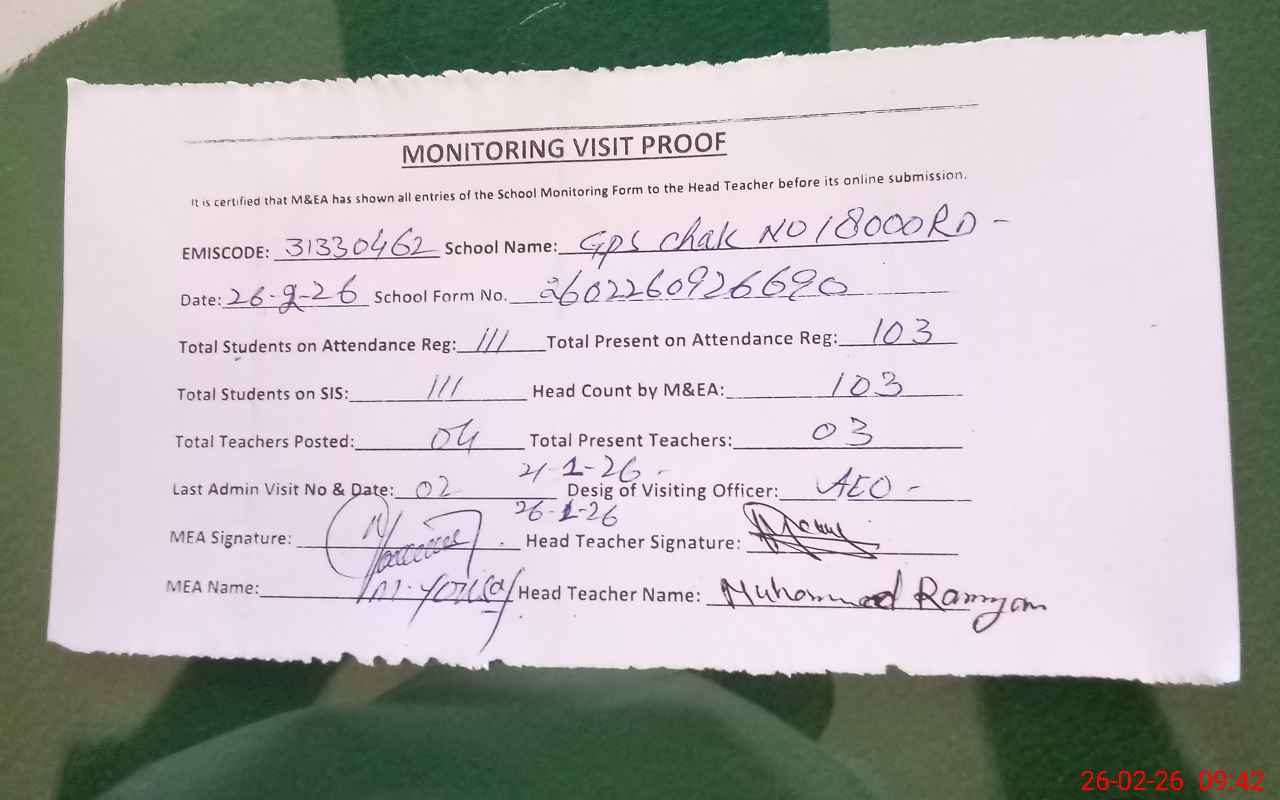 MONITORING VISIT PROOF
It is certified that M&EA has shown all entries of the School Monitoring Form to the Head Teacher before its online submission.
EMISCODE: 31330462 School Name: GPS Chak NO 18000RD -
Date: 26-2-26 School Form No. 2602260926690
Total Students on Attendance Reg: 111 Total Present on Attendance Reg: 103
Total Students on SIS: 111 Head Count by M&EA: 103
Total Teachers Posted: 04 Total Present Teachers: 03
21-1-26 -
Last Admin Visit No & Date: 02 Desig of Visiting Officer: AEO -
26-1-26
MEA Signature: Head Teacher Signature:
MEA Name: M. Yousaf Head Teacher Name: Muhammad Ramzan
26-02-26 09:42